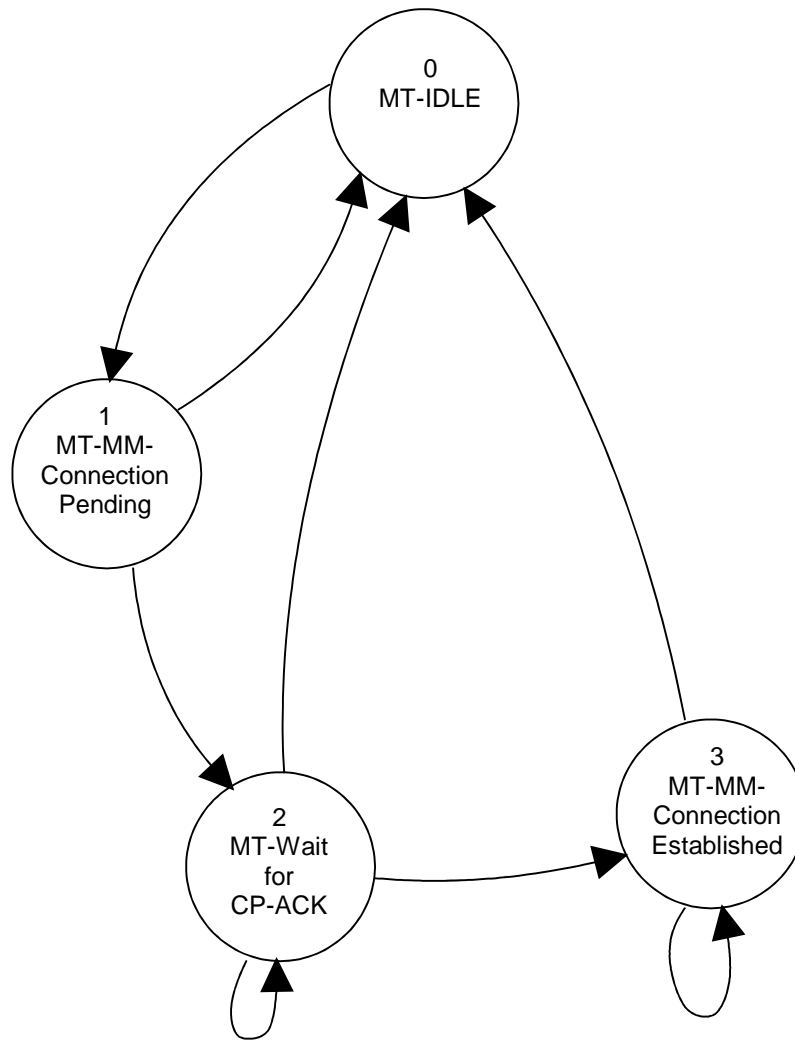 0
MT-IDLE
1
MT-MM-
Connection
Pending
2
MT-Wait
for
CP-ACK
3
MT-MM-
Connection
Established